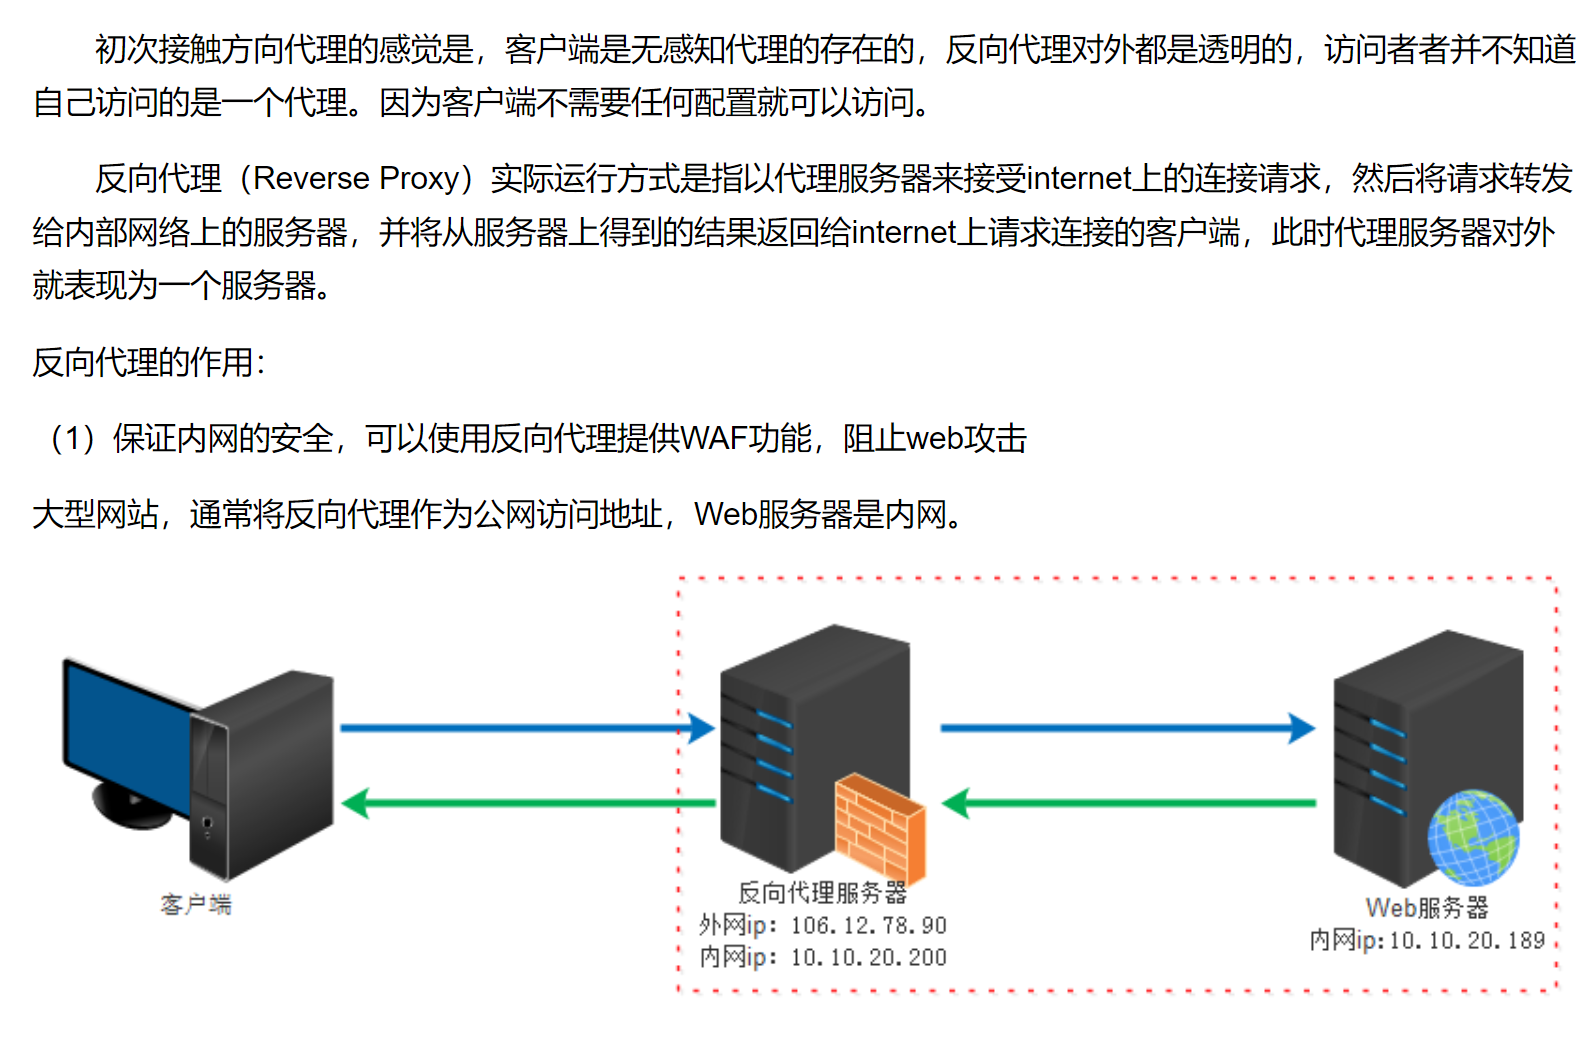 初次接触方向代理的感觉是，客户端是无感知代理的存在的，反向代理对外都是透明的，访问者者并不知道
自己访问的是一个代理。因为客户端不需要任何配置就可以访问。
反向代理（Reverse Proxy）实际运行方式是指以代理服务器来接受internet上的连接请求，然后将请求转发
给内部网络上的服务器，并将从服务器上得到的结果返回给internet上请求连接的客户端，此时代理服务器对外
就表现为一个服务器。
反向代理的作用：
（1）保证内网的安全，可以使用反向代理提供WAF功能，阻止web攻击
大型网站，通常将反向代理作为公网访问地址，Web服务器是内网。
客户端
反向代理服务器
外网ip：106.12.78.90
内网ip：10.10.20.200
Web服务器
内网ip:10.10.20.189